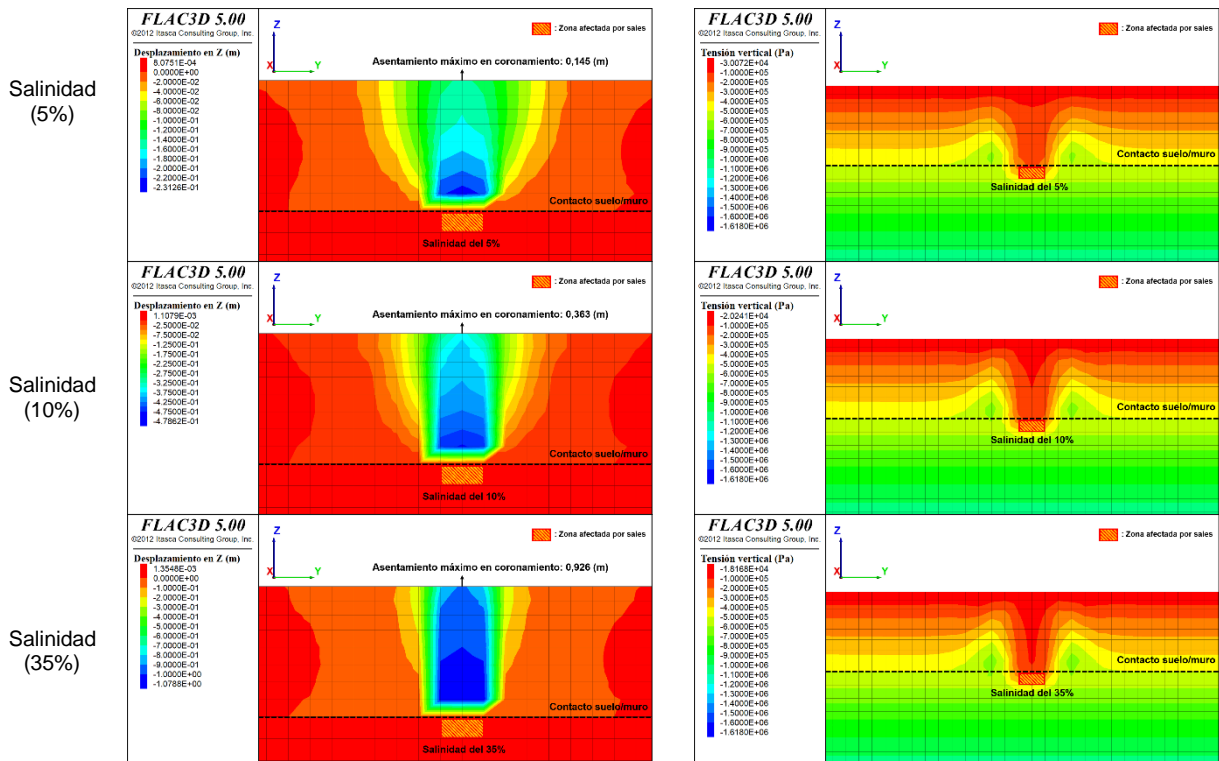 Salinidad
(5%)
FLAC3D 5.00
©2012 Itasca Consulting Group, Inc.
Desplazamiento en Z (m)
8.0751E-04
0.0000E+00
-2.0000E-02
-4.0000E-02
-6.0000E-02
-8.0000E-02
-1.0000E-01
-1.2000E-01
-1.4000E-01
-1.6000E-01
-1.8000E-01
-2.0000E-01
-2.2000E-01
-2.3126E-01
Z
X
Y
: Zona afectada por sales
Asentamiento máximo en coronamiento: 0,145 (m)
Contacto suelo/muro
Salinidad del 5%
FLAC3D 5.00
©2012 Itasca Consulting Group, Inc.
Tensión vertical (Pa)
-3.0072E+04
-1.0000E+05
-2.0000E+05
-3.0000E+05
-4.0000E+05
-5.0000E+05
-6.0000E+05
-7.0000E+05
-8.0000E+05
-9.0000E+05
-1.0000E+06
-1.1000E+06
-1.2000E+06
-1.3000E+06
-1.4000E+06
-1.5000E+06
-1.6000E+06
-1.6180E+06
Z
X
Y
: Zona afectada por sales
Contacto suelo/muro
Salinidad del 5%
Salinidad
(10%)
FLAC3D 5.00
©2012 Itasca Consulting Group, Inc.
Desplazamiento en Z (m)
1.1079E-03
-2.5000E-02
-7.5000E-02
-1.2500E-01
-1.7500E-01
-2.2500E-01
-2.7500E-01
-3.2500E-01
-3.7500E-01
-4.2500E-01
-4.7500E-01
-4.7862E-01
Z
X
Y
: Zona afectada por sales
Asentamiento máximo en coronamiento: 0,363 (m)
Contacto suelo/muro
Salinidad del 10%
FLAC3D 5.00
©2012 Itasca Consulting Group, Inc.
Tensión vertical (Pa)
-2.0241E+04
-1.0000E+05
-2.0000E+05
-3.0000E+05
-4.0000E+05
-5.0000E+05
-6.0000E+05
-7.0000E+05
-8.0000E+05
-9.0000E+05
-1.0000E+06
-1.1000E+06
-1.2000E+06
-1.3000E+06
-1.4000E+06
-1.5000E+06
-1.6000E+06
-1.6180E+06
Z
X
Y
: Zona afectada por sales
Contacto suelo/muro
Salinidad del 10%
Salinidad
(35%)
FLAC3D 5.00
©2012 Itasca Consulting Group, Inc.
Desplazamiento en Z (m)
1.3548E-03
0.0000E+00
-1.0000E-01
-2.0000E-01
-3.0000E-01
-4.0000E-01
-5.0000E-01
-6.0000E-01
-7.0000E-01
-8.0000E-01
-9.0000E-01
-1.0000E+00
-1.0788E+00
Z
X
Y
: Zona afectada por sales
Asentamiento máximo en coronamiento: 0,926 (m)
Contacto suelo/muro
Salinidad del 35%
FLAC3D 5.00
©2012 Itasca Consulting Group, Inc.
Tensión vertical (Pa)
-1.8168E+04
-1.0000E+05
-2.0000E+05
-3.0000E+05
-4.0000E+05
-5.0000E+05
-6.0000E+05
-7.0000E+05
-8.0000E+05
-9.0000E+05
-1.0000E+06
-1.1000E+06
-1.2000E+06
-1.3000E+06
-1.4000E+06
-1.5000E+06
-1.6000E+06
-1.6180E+06
Z
X
Y
: Zona afectada por sales
Contacto suelo/muro
Salinidad del 35%